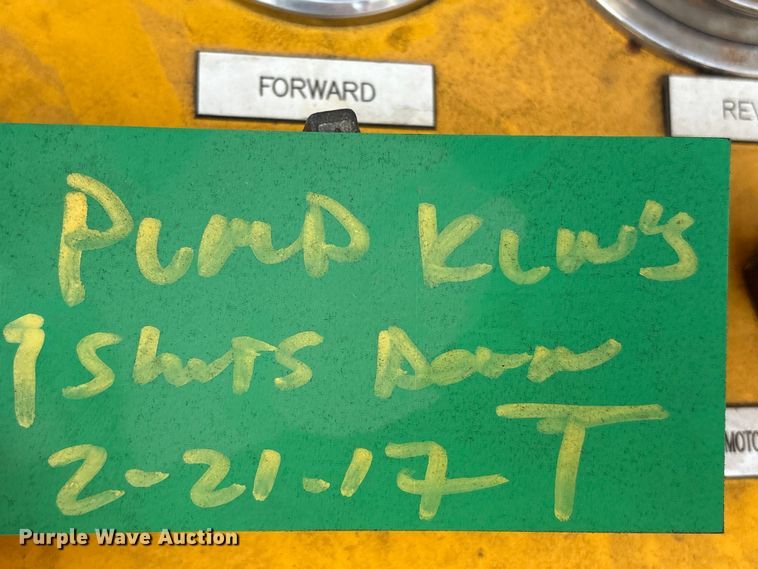 FORWARD
REV
PumP Runs
& Shuts Down
2-21-17 T
MOTO
Purple Wave Auction